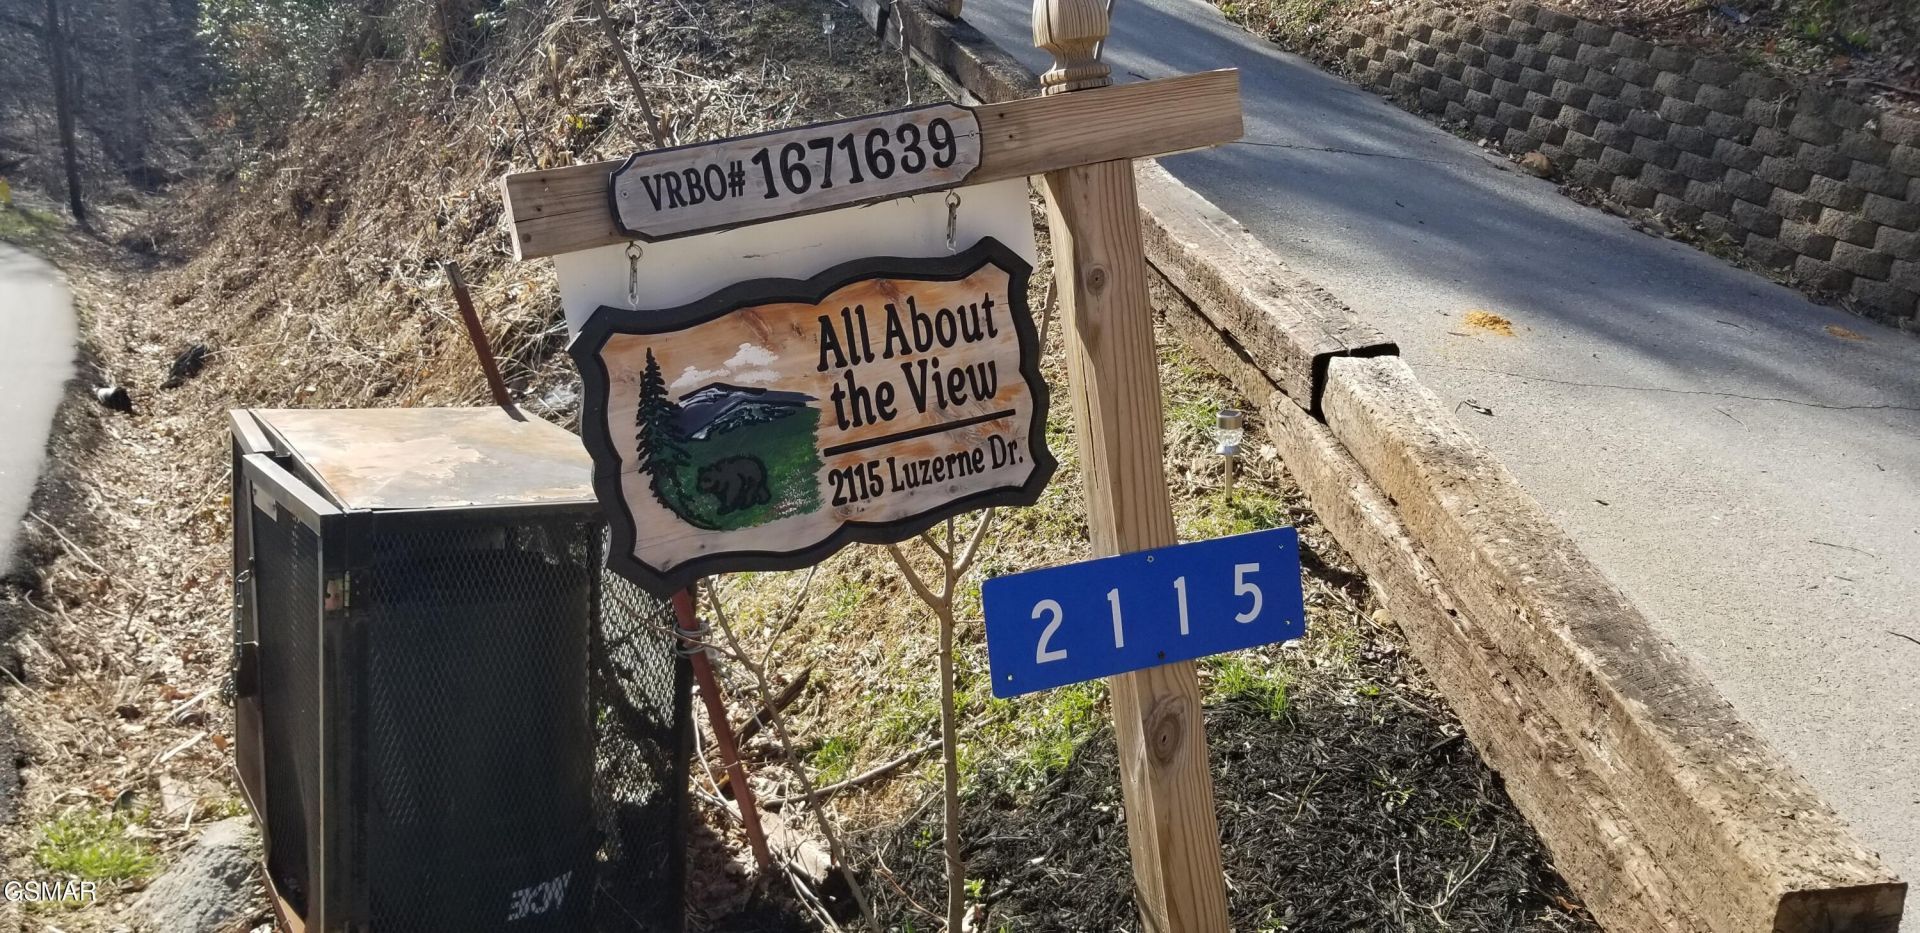 VRBO# 1671639
All About
the View
2115 Luzerne Dr.
2115
GSMAR